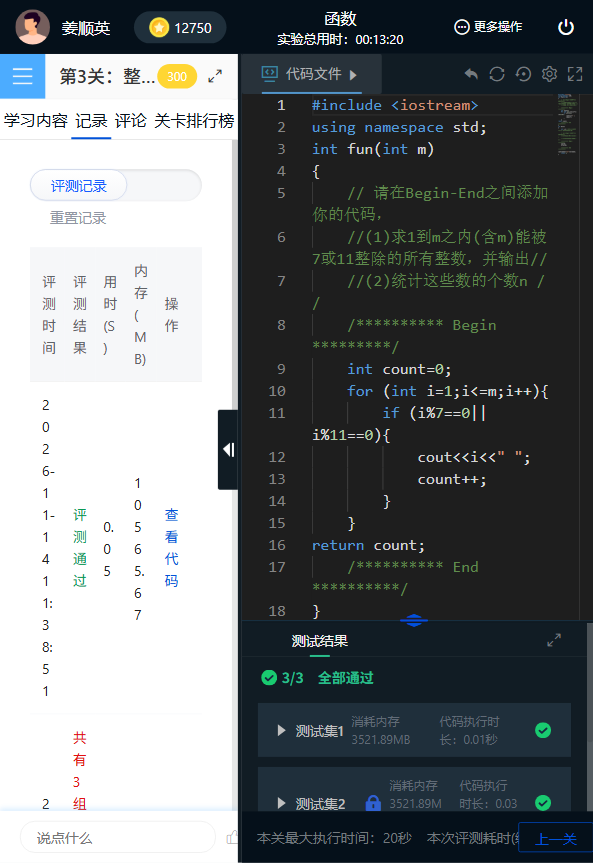 姜顺英
12750
函数
实验总用时：00:13:20
更多操作
第3关：整...
300
代码文件
学习内容 记录 评论 关卡排行榜
评测记录
重置记录
评测时间
评测结果
用时(S)
内存(MB)
操作
2026-11-14 11:38:51
评测通过
0.05
10565.67
查看代码
共有3组
2
说点什么
1 #include <iostream>
2 using namespace std;
3 int fun(int m)
4 {
5 // 请在Begin-End之间添加
你的代码，
6 //(1)求1到m之内(含m)能被
7或11整除的所有整数，并输出//
7 //(2)统计这些数的个数n /
/
8 /********** Begin
*********/
9 int count=0;
10 for (int i=1;i<=m;i++){
11 if (i%7==0||
i%11==0){
12 cout<<i<<" ";
13 count++;
14 }
15 }
16 return count;
17 /********** End
**********/
18 }
测试结果
3/3 全部通过
测试集1
消耗内存
3521.89MB
代码执行时
长：0.01秒
测试集2
消耗内存
3521.89M
代码执行
时长：0.03
本关最大执行时间：20秒 本次评测耗时(
上一关